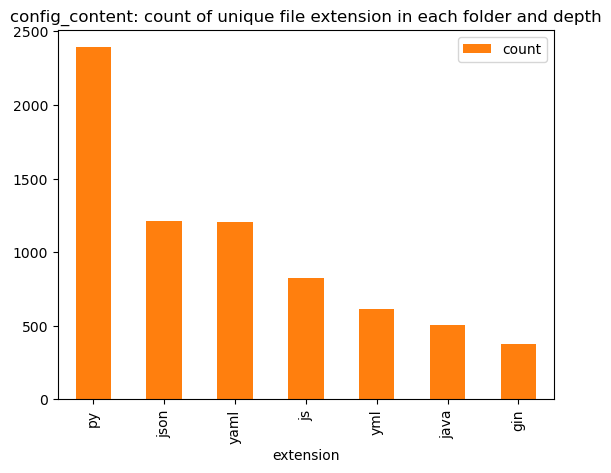 config_content: count of unique file extension in each folder and depth
count
2500
2000
1500
1000
500
0
py
json
yaml
js
yml
java
gin
extension